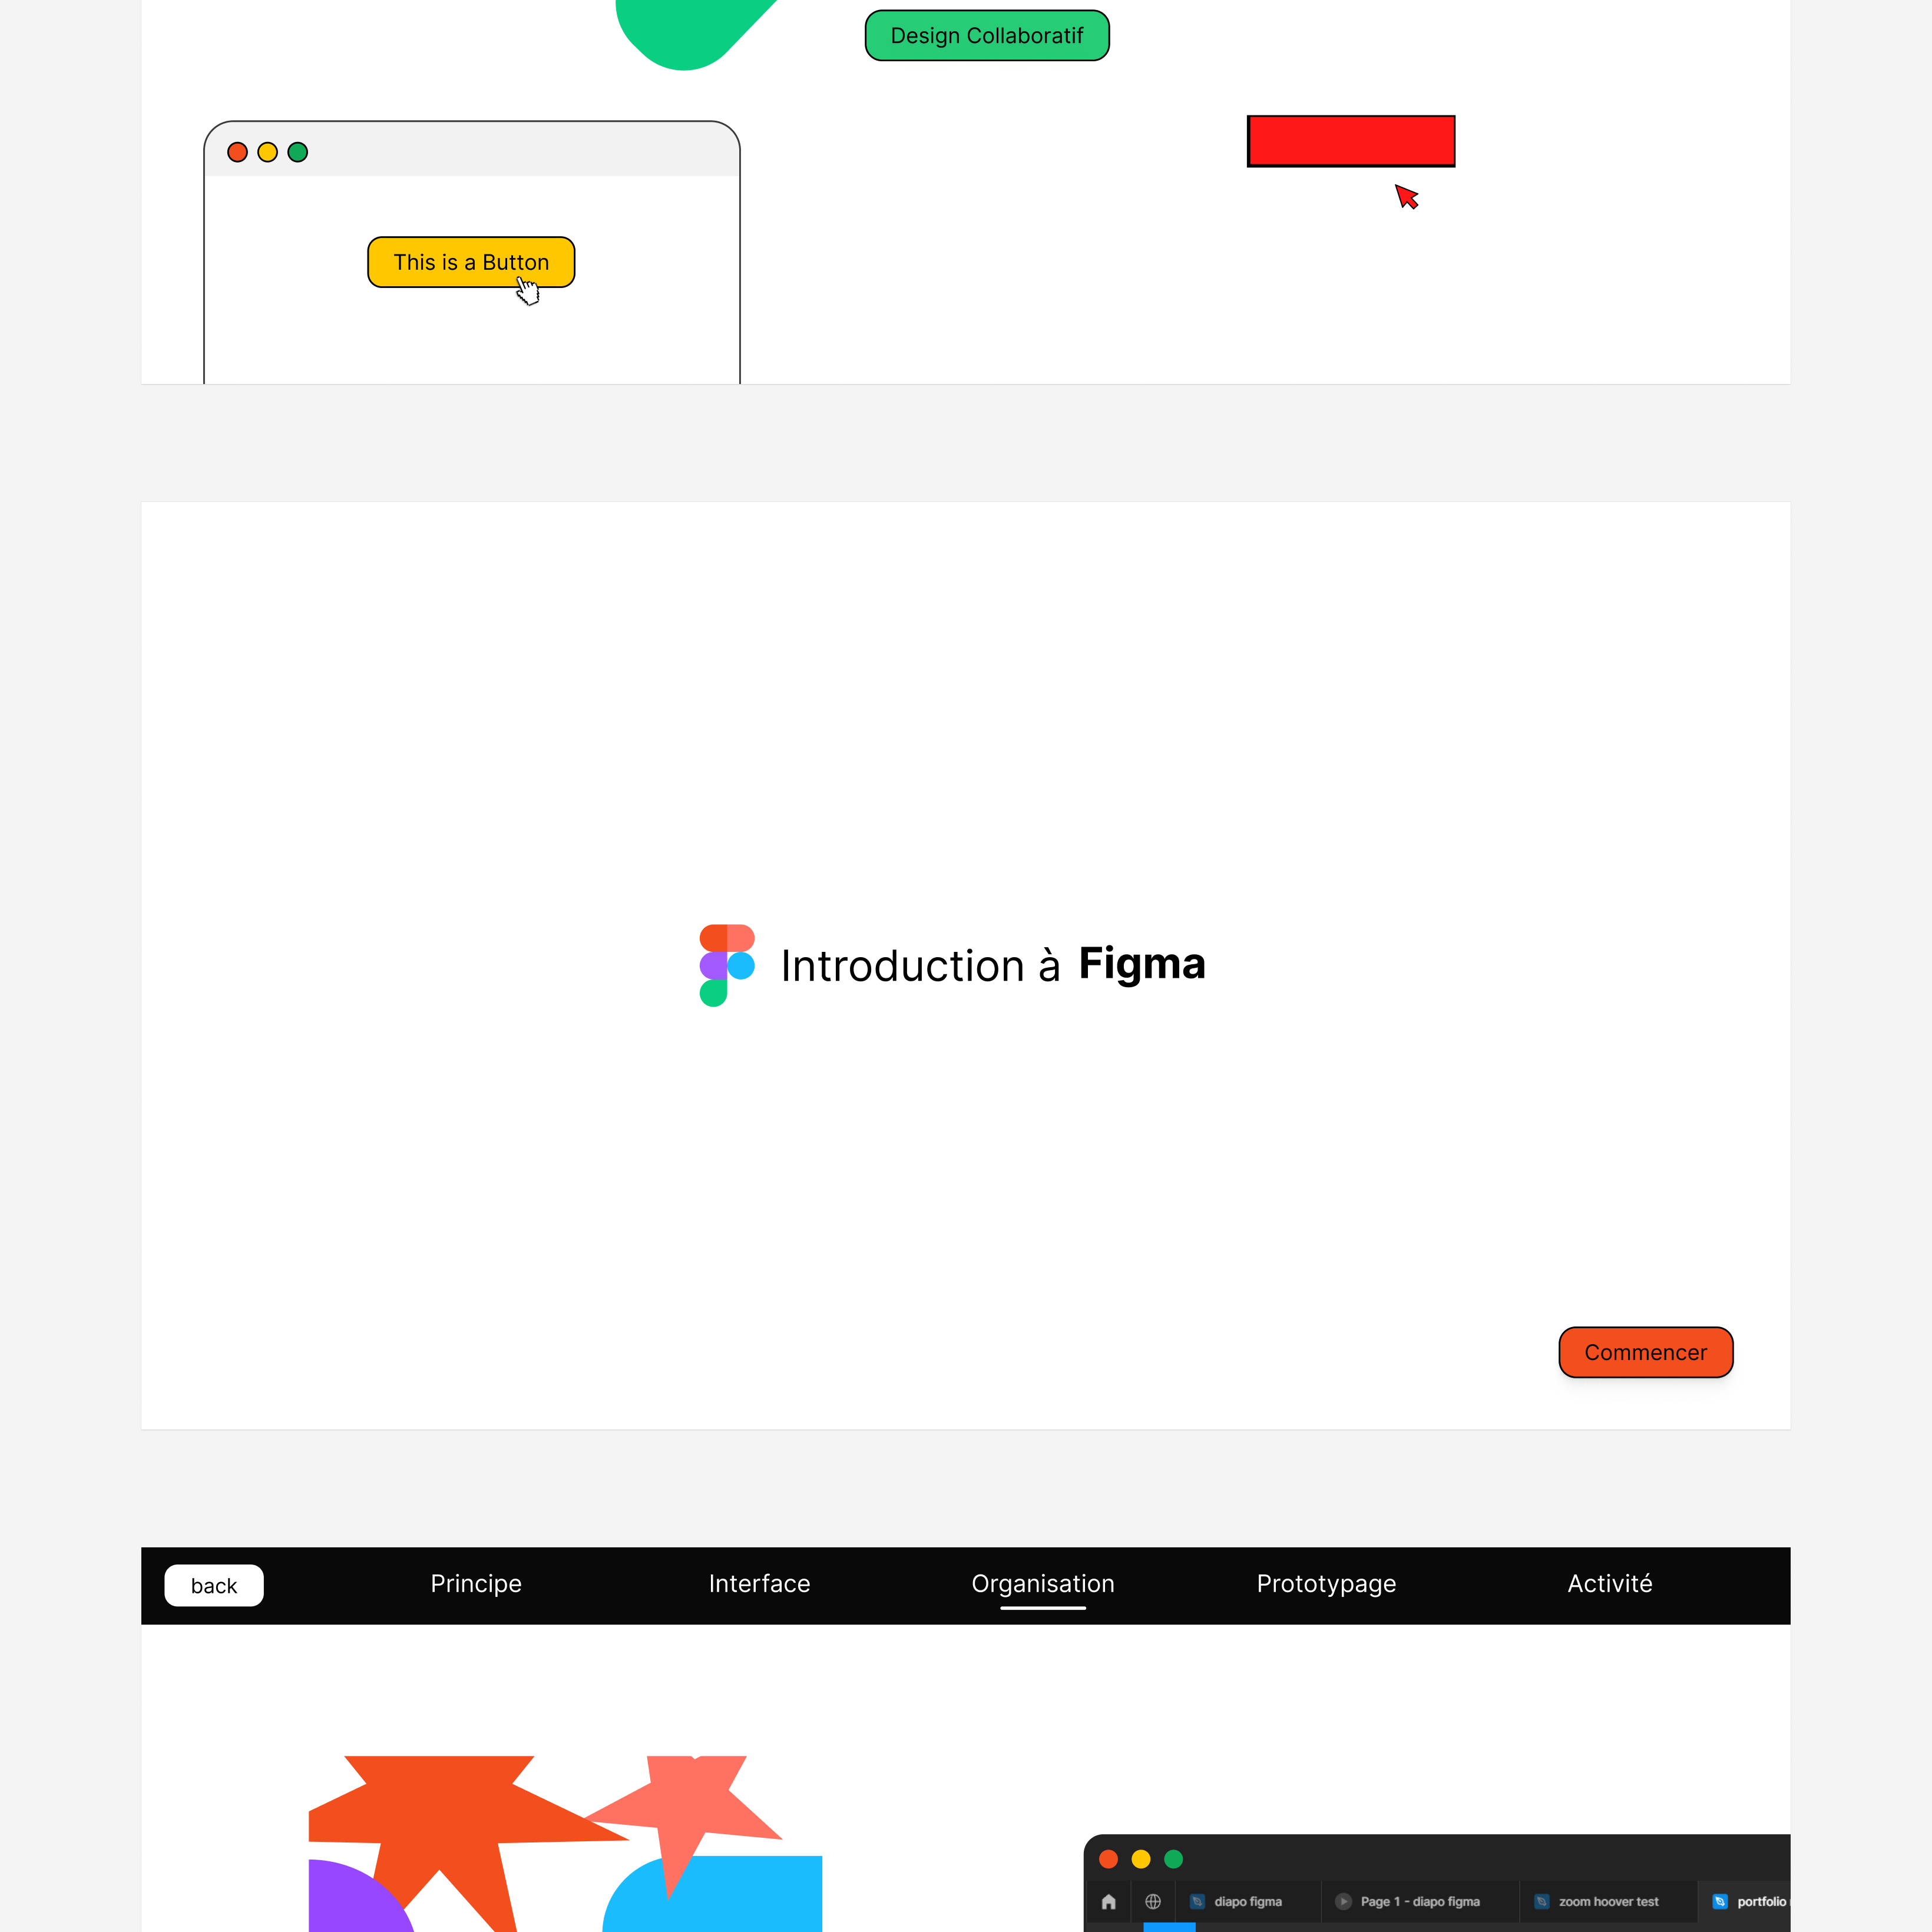 Design Collaboratif
This is a Button
Introduction à Figma
Commencer
back Principe Interface Organisation Prototypage Activité
diapo figma Page 1 - diapo figma zoom hoover test portfolio